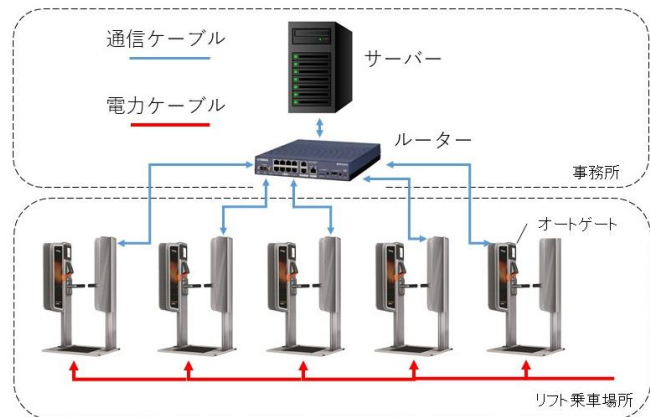 通信ケーブル
サーバー
電力ケーブル
ルーター
事務所
オートゲート
リフト乗車場所